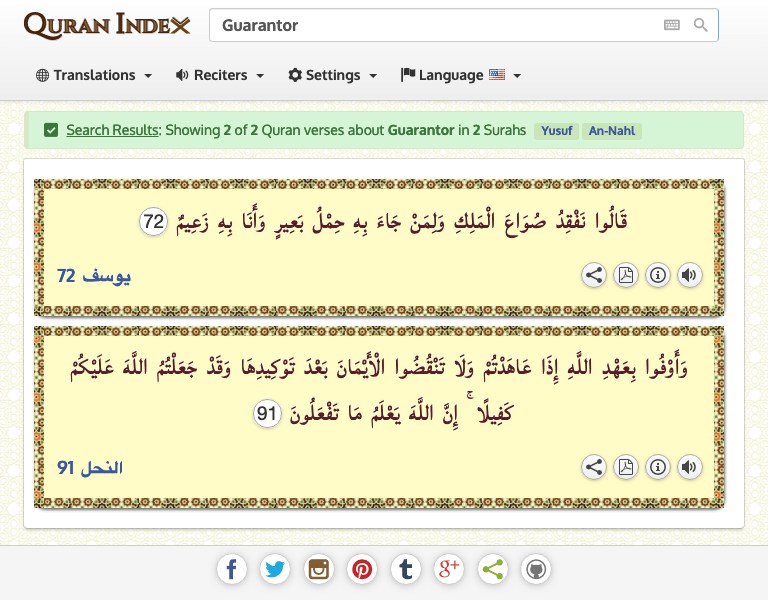 QURAN INDEX
Guarantor
Translations Reciters Settings Language
Search Results: Showing 2 of 2 Quran verses about Guarantor in 2 Surahs Yusuf An-Nahl
قَالُوا نَفْقِدُ صُوَاعَ الْمَلِكِ وَلِمَنْ جَاءَ بِهِ حِمْلُ بَعِيرٍ وَأَنَا بِهِ زَعِيمٌ 72
يوسف 72
وَأَوْفُوا بِعَهْدِ اللَّهِ إِذَا عَاهَدْتُمْ وَلَا تَنْقُضُوا الْأَيْمَانَ بَعْدَ تَوْكِيدِهَا وَقَدْ جَعَلْتُمُ اللَّهَ عَلَيْكُمْ
كَفِيلًا ۚ إِنَّ اللَّهَ يَعْلَمُ مَا تَفْعَلُونَ 91
النحل 91